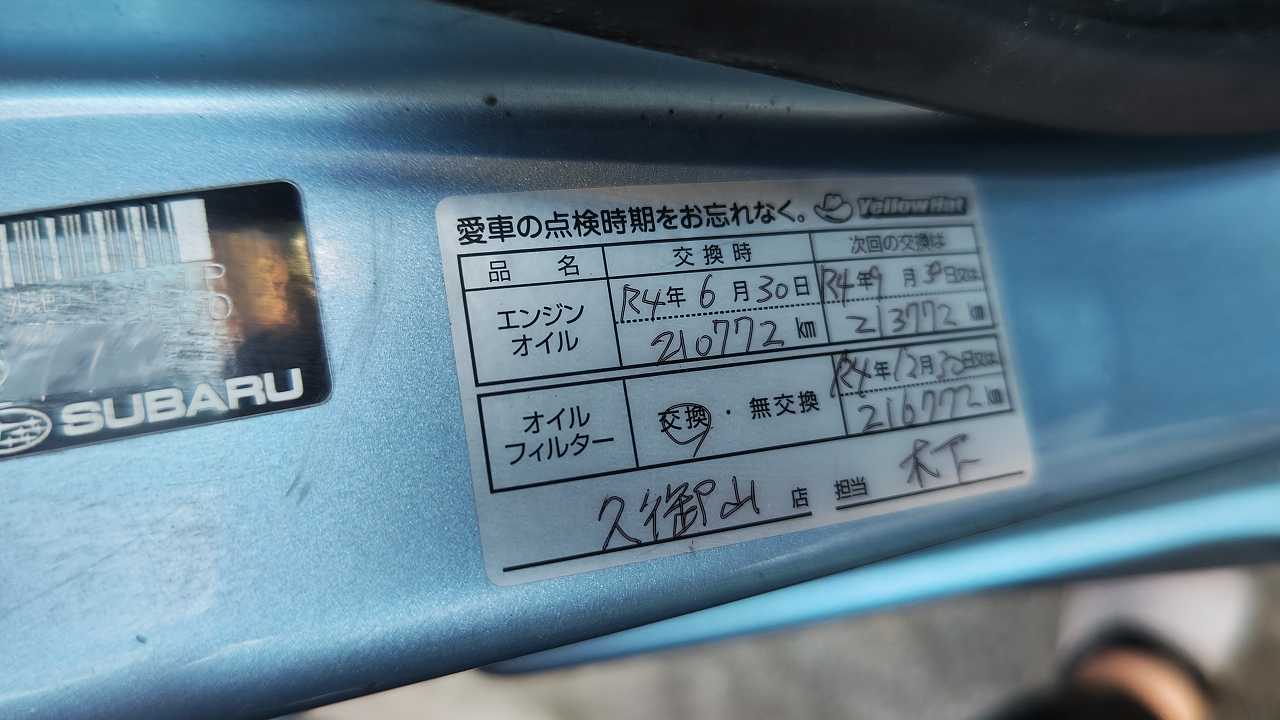 愛車の点検時期をお忘れなく。 YellowHat
品名 交換時 次回の交換は
エンジンオイル R4年6月30日 R4年9月30日又は
210772km 213772km
オイルフィルター 交換・無交換 R4年12月30日又は
216772km
久御山店 担当 木下
P
D
SUBARU